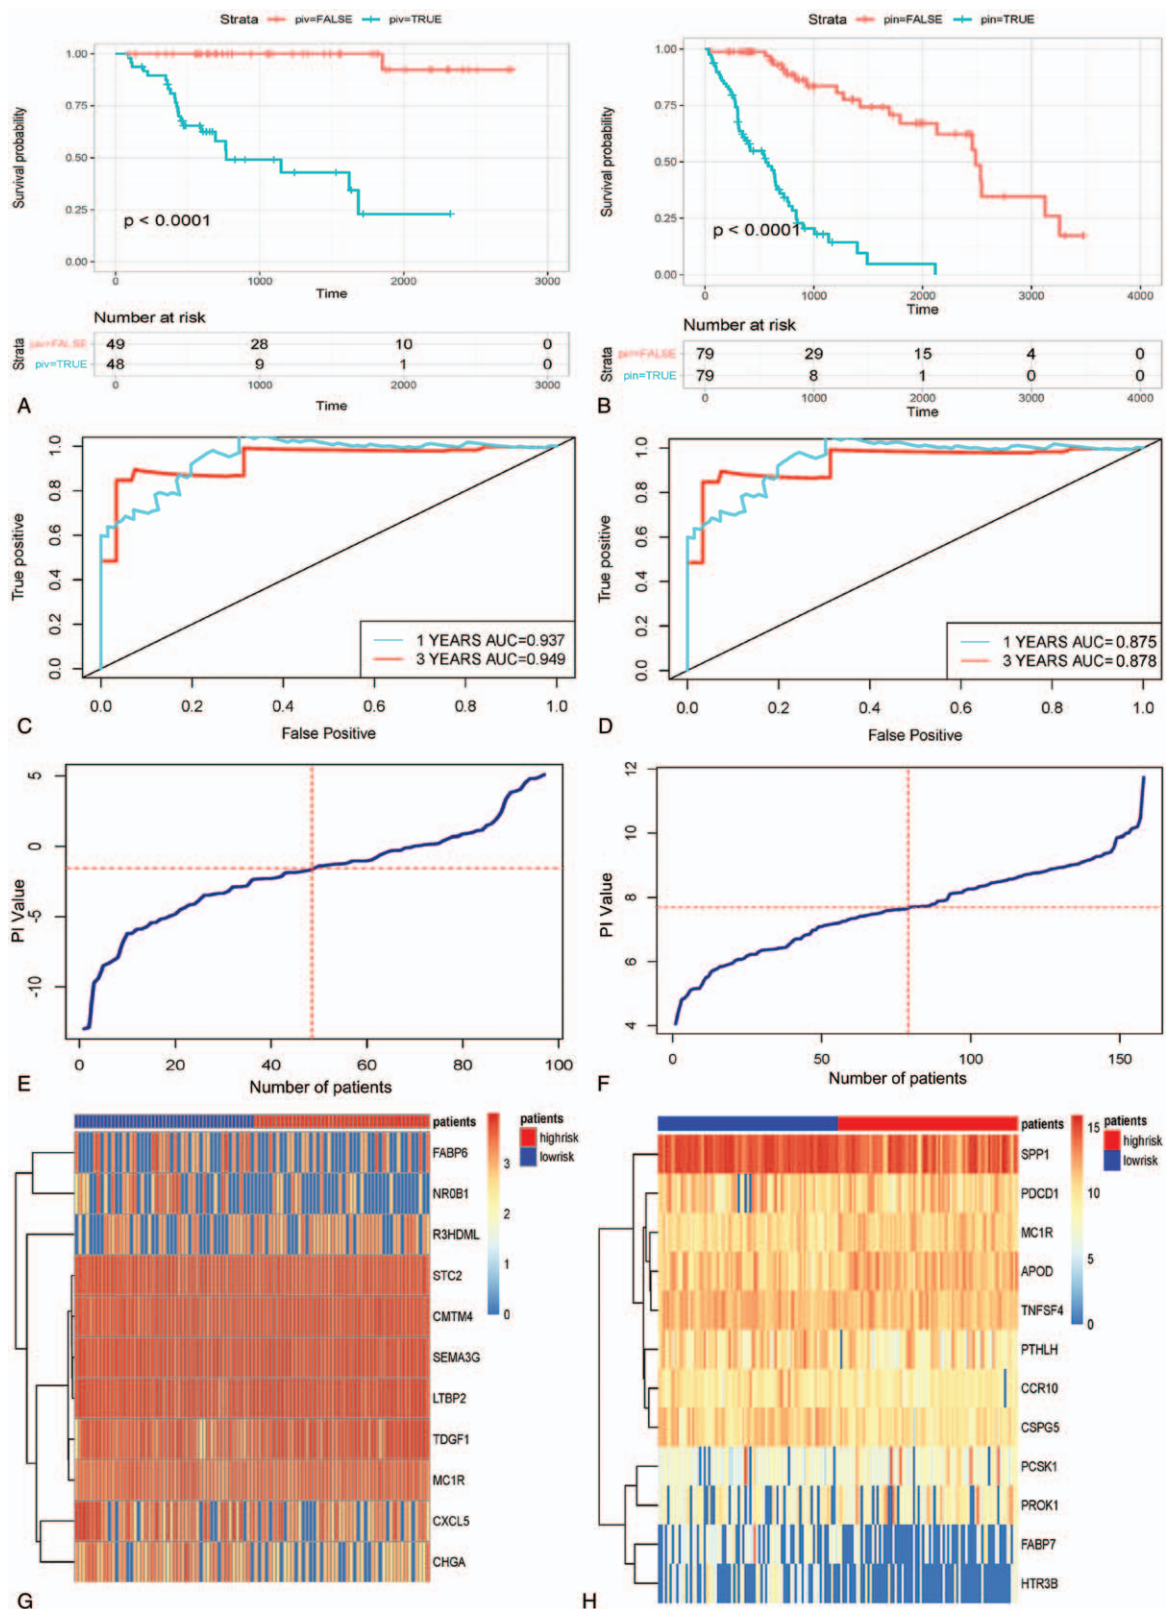 Strata piv=FALSE piv=TRUE
1.00
0.75
0.50
0.25
0.00
Survival probability
p < 0.0001
0 1000 2000 3000
Time
Number at risk
Strata
49 28 10 0
piv=TRUE 48 9 1 0
0 1000 2000 3000
Time
A
Strata pin=FALSE pin=TRUE
1.00
0.75
0.50
0.25
0.00
Survival probability
p < 0.0001
0 1000 2000 3000 4000
Time
Number at risk
Strata
pin=FALSE 79 29 15 4 0
pin=TRUE 79 8 1 0 0
0 1000 2000 3000 4000
Time
B
1.0
0.8
0.6
0.4
0.2
0.0
True positive
1 YEARS AUC=0.937
3 YEARS AUC=0.949
0.0 0.2 0.4 0.6 0.8 1.0
False Positive
C
1.0
0.8
0.6
0.4
0.2
0.0
True positive
1 YEARS AUC=0.875
3 YEARS AUC=0.878
0.0 0.2 0.4 0.6 0.8 1.0
False Positive
D
5
0
-5
-10
PI Value
0 20 40 60 80 100
Number of patients
E
12
10
8
6
4
PI Value
0 50 100 150
Number of patients
F
patients
FABP6
NR0B1
R3HDML
STC2
CMTM4
SEMA3G
LTBP2
TDGF1
MC1R
CXCL5
CHGA
3
2
1
0
patients
highrisk
lowrisk
G
patients
SPP1
PDCD1
MC1R
APOD
TNFSF4
PTHLH
CCR10
CSPG5
PCSK1
PROK1
FABP7
HTR3B
15
10
5
0
patients
highrisk
lowrisk
H